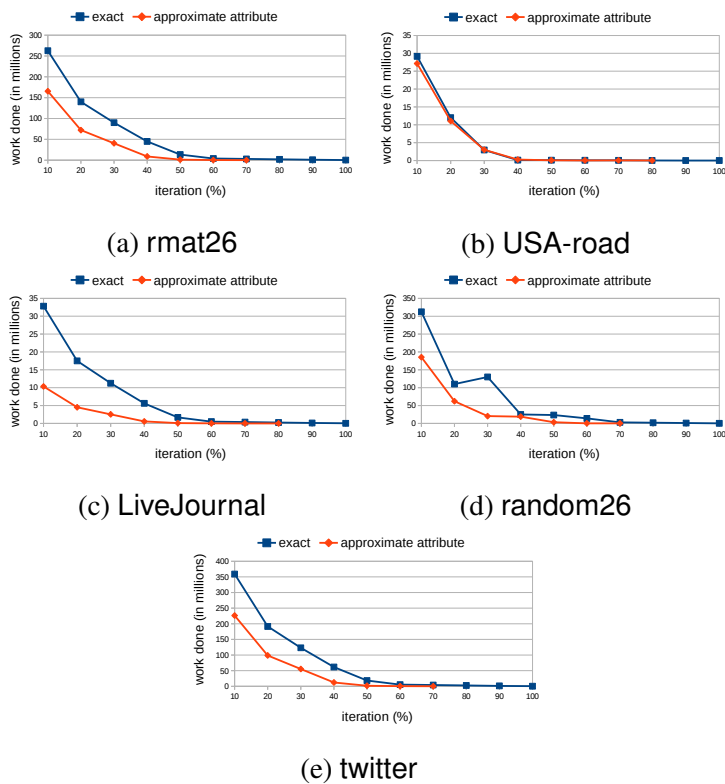 exact approximate attribute
work done (in millions)
300
250
200
150
100
50
0
10 20 30 40 50 60 70 80 90 100
iteration (%)
(a) rmat26
exact approximate attribute
work done (in millions)
35
30
25
20
15
10
5
0
10 20 30 40 50 60 70 80 90 100
iteration (%)
(b) USA-road
exact approximate attribute
work done (in millions)
35
30
25
20
15
10
5
0
10 20 30 40 50 60 70 80 90 100
iteration (%)
(c) LiveJournal
exact approximate attribute
work done (in millions)
350
300
250
200
150
100
50
0
10 20 30 40 50 60 70 80 90 100
iteration (%)
(d) random26
exact approximate attribute
work done (in millions)
400
350
300
250
200
150
100
50
0
10 20 30 40 50 60 70 80 90 100
iteration (%)
(e) twitter